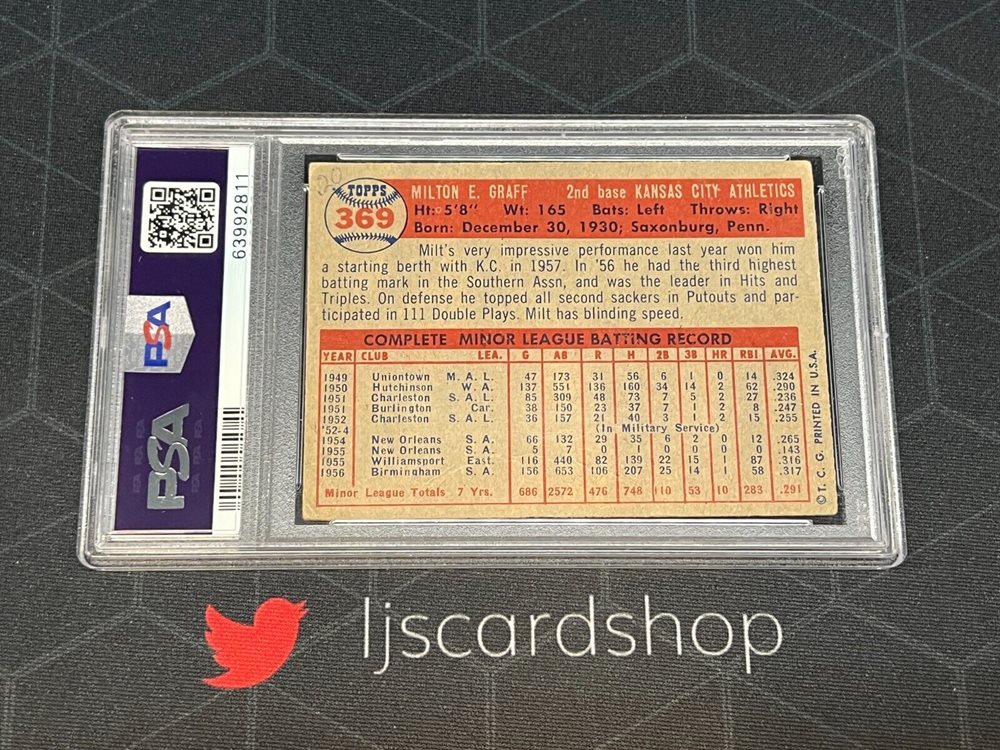 63992811
PSA
PSA
50
TOPPS
369
MILTON E. GRAFF 2nd base KANSAS CITY ATHLETICS
Ht: 5'8" Wt: 165 Bats: Left Throws: Right
Born: December 30, 1930; Saxonburg, Penn.
Milt's very impressive performance last year won him
a starting berth with K.C. in 1957. In '56 he had the third highest
batting mark in the Southern Assn, and was the leader in Hits and
Triples. On defense he topped all second sackers in Putouts and par-
ticipated in 111 Double Plays. Milt has blinding speed.
COMPLETE MINOR LEAGUE BATTING RECORD
YEAR CLUB LEA. G AB R H 2B 3B HR RBI AVG.
1949 Uniontown M. A. L. 47 173 31 56 6 1 0 14 .324
1950 Hutchinson W. A. 137 551 136 160 34 14 2 62 .290
1951 Charleston S. A. L. 85 309 48 73 7 5 2 27 .236
1951 Burlington Car. 38 150 23 37 7 1 2 8 .247
1952 Charleston S. A. L. 36 157 21 40 3 1 2 15 .255
'52-4 (In Military Service)
1954 New Orleans S. A. 66 132 29 35 6 2 0 12 .265
1955 New Orleans S. A. 5 7 0 1 0 0 0 0 .143
1955 Williamsport East. 116 440 82 139 22 15 1 87 .316
1956 Birmingham S. A. 156 653 106 207 25 14 1 58 .317
Minor League Totals 7 Yrs. 686 2572 476 748 110 53 10 283 .291
© T. C. G. PRINTED IN U.S.A.
ljscardshop